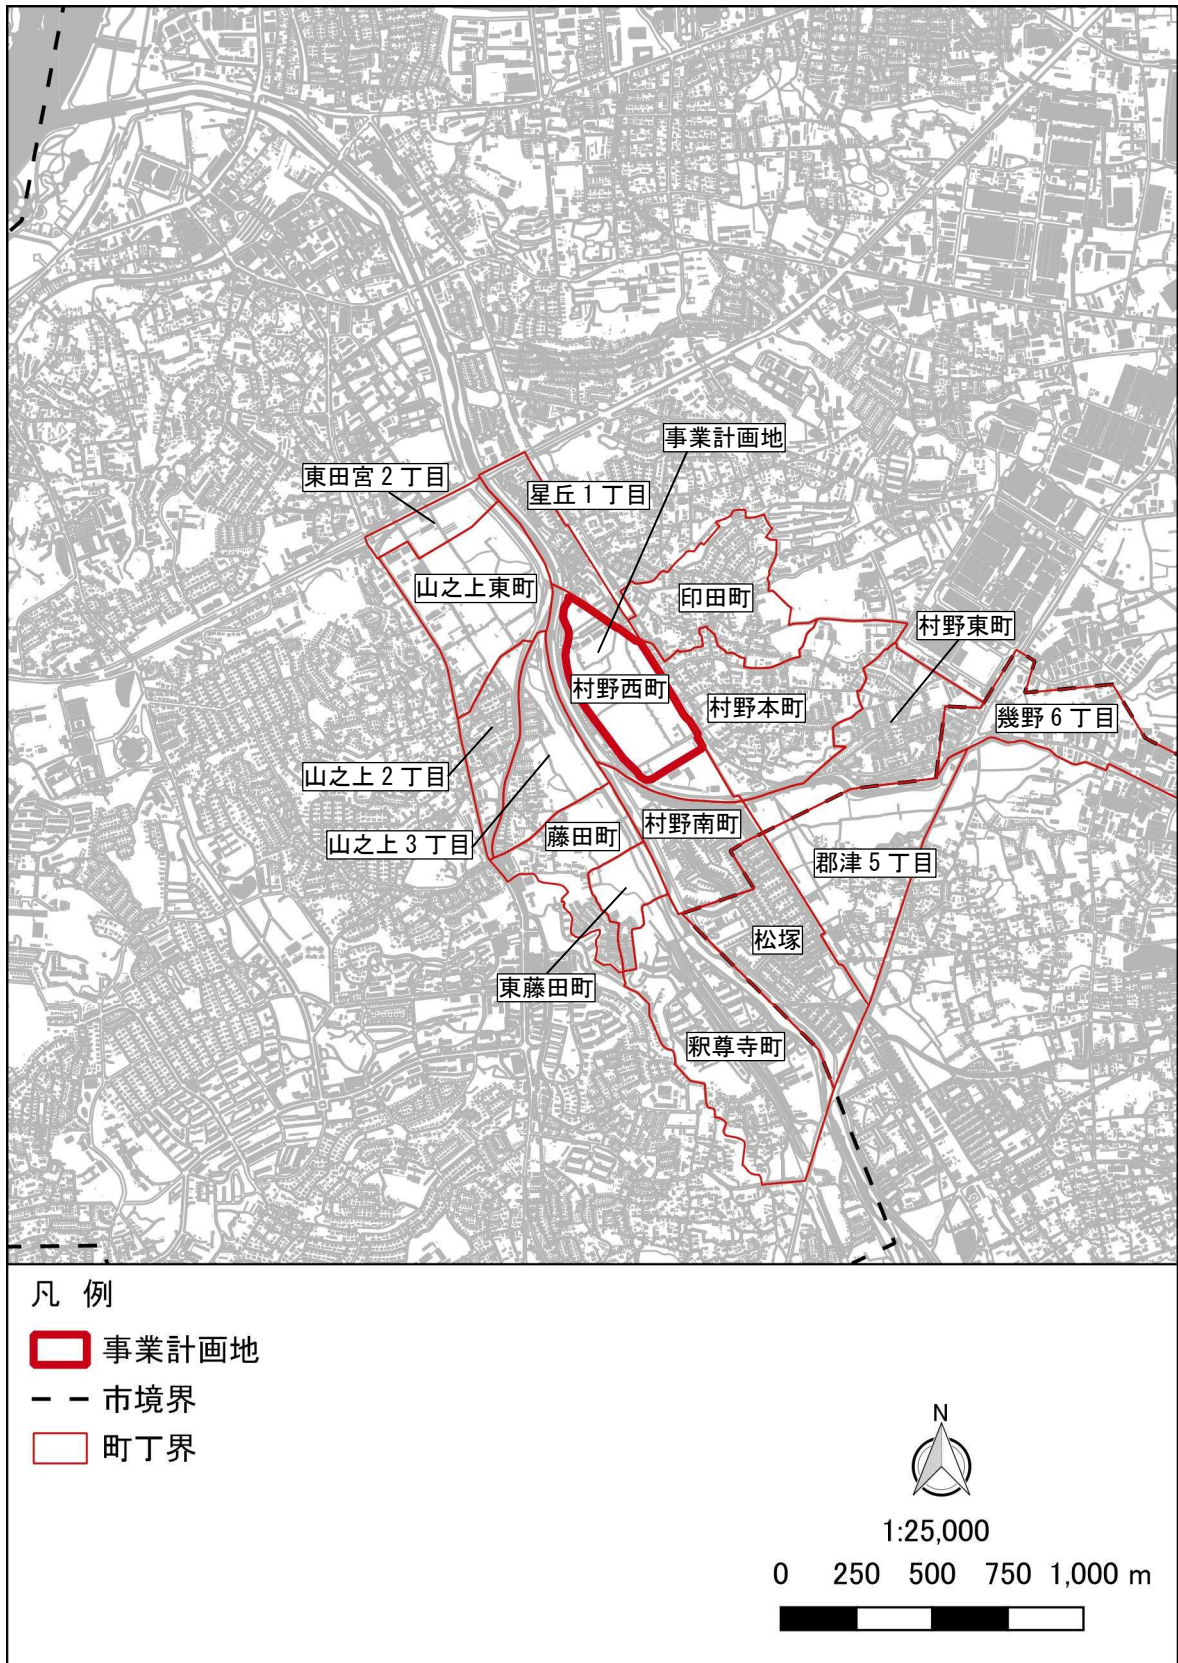 事業計画地
東田宮２丁目
星丘１丁目
山之上東町
印田町
村野東町
村野西町
村野本町
幾野６丁目
山之上２丁目
村野南町
藤田町
山之上３丁目
郡津５丁目
松塚
東藤田町
釈尊寺町
凡 例
事業計画地
市境界
町丁界
N
1:25,000
0 250 500 750 1,000 m